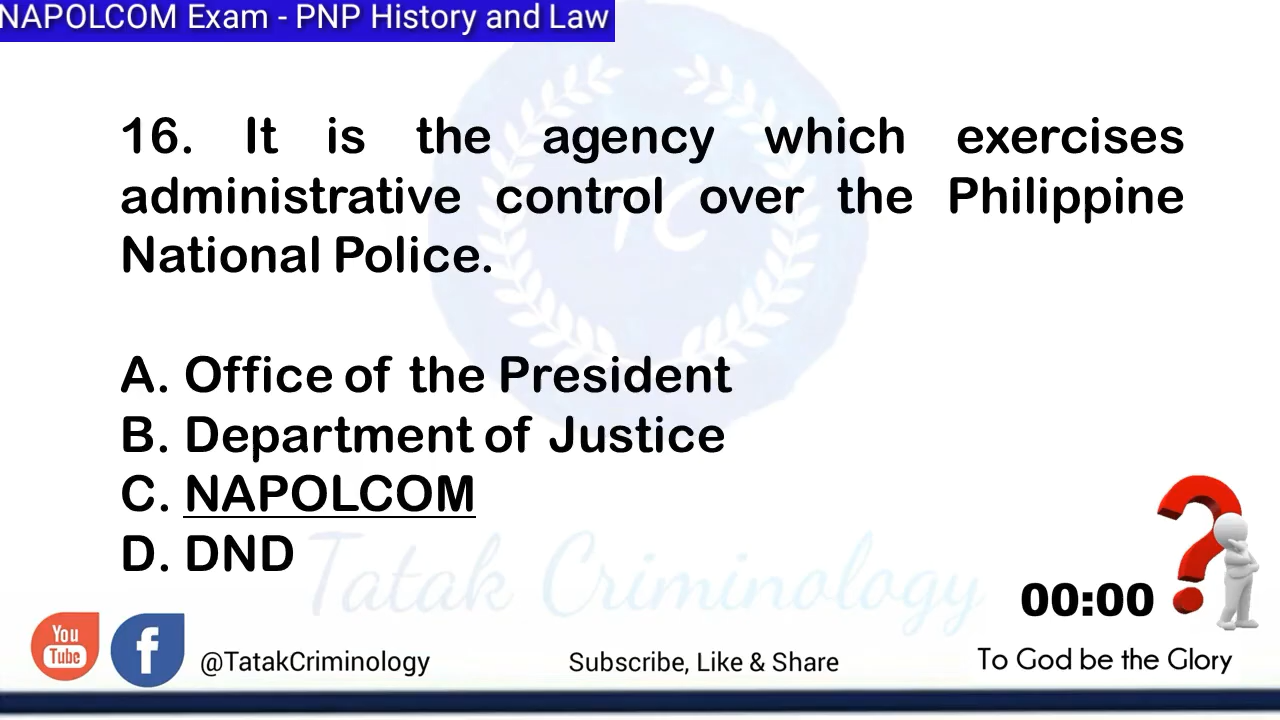 NAPOLCOM Exam - PNP History and Law
16. It is the agency which exercises
administrative control over the Philippine
National Police.
A. Office of the President
B. Department of Justice
C. NAPOLCOM
D. DND
TC
Tatak Criminology
00:00
You
Tube
f
@TatakCriminology
Subscribe, Like & Share
To God be the Glory